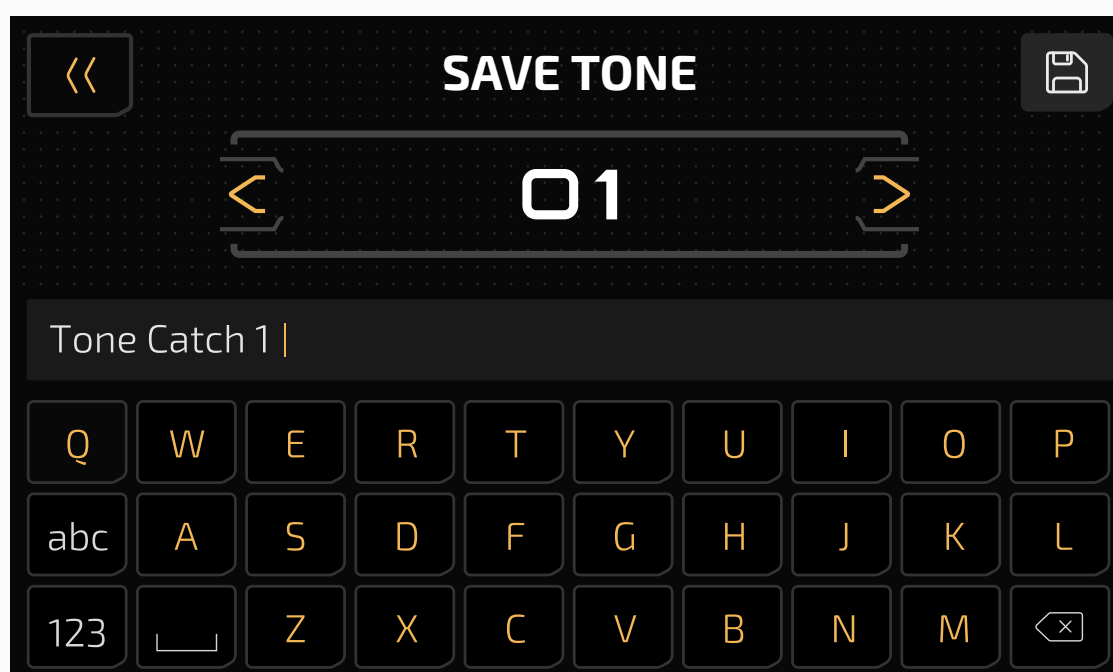 SAVE TONE
01
Tone Catch 1
Q W E R T Y U I O P
abc A S D F G H J K L
123 Z X C V B N M